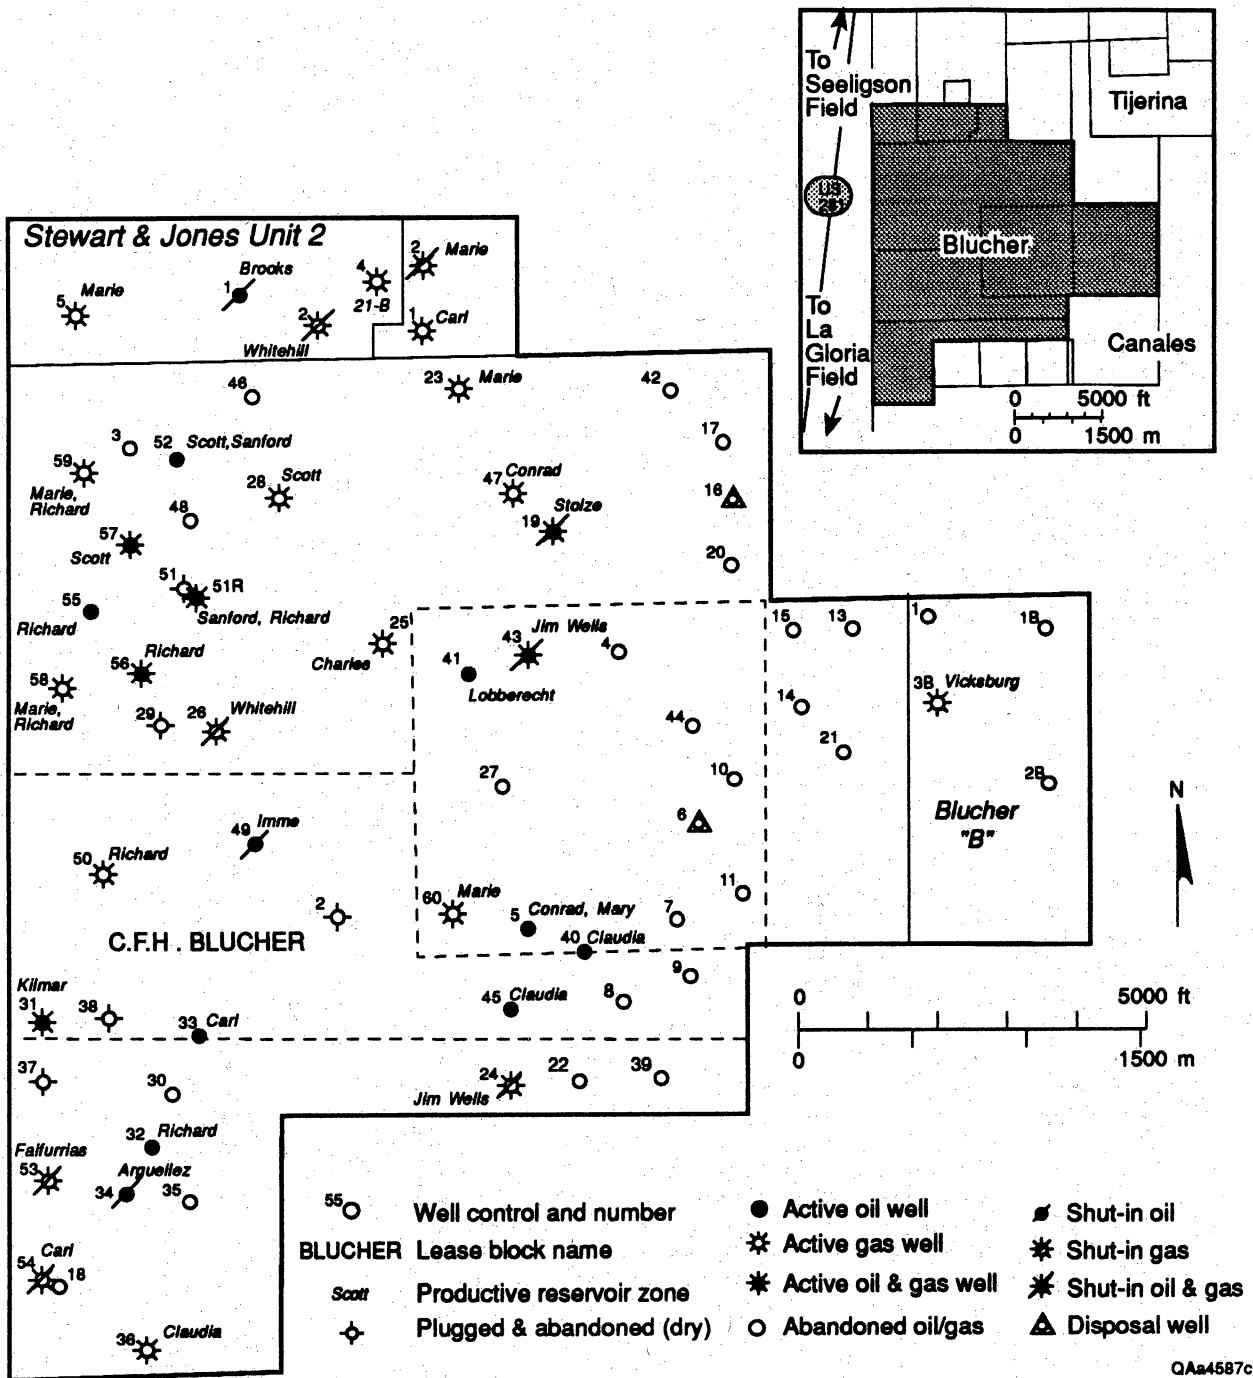 To
Seeligson
Field
Tijerina
US
281
Blucher
To
La
Gloria
Field
Canales
0 5000 ft
0 1500 m
Stewart & Jones Unit 2
5 Marie
Brooks
1
4
21-B
2 Marie
2
Whitehill
1 Carl
46
23 Marie
42
3
52 Scott, Sanford
17
59
Marie,
Richard
28 Scott
47 Conrad
16
48
19 Stolze
57
Scott
20
51
51R
Sanford, Richard
55
Richard
25
Charles
43 Jim Wells
4
15
13
1
1B
56 Richard
41
Lobberecht
58
Marie,
Richard
29
26 Whitehill
44
14
3B Vicksburg
21
27
10
2B
6
Blucher
"B"
N
49 Imme
50 Richard
2
60 Marie
11
5 Conrad, Mary
7
C.F.H. BLUCHER
40 Claudia
9
Kilmar
31
38
33 Carl
45 Claudia
8
0 5000 ft
0 1500 m
37
30
24
Jim Wells
22
39
32 Richard
Falfurrias
53
Arguellez
34
35
Carl
54
18
36 Claudia
55 Well control and number
BLUCHER Lease block name
Scott Productive reservoir zone
Plugged & abandoned (dry)
Active oil well
Active gas well
Active oil & gas well
Abandoned oil/gas
Shut-in oil
Shut-in gas
Shut-in oil & gas
Disposal well
QAa4587c